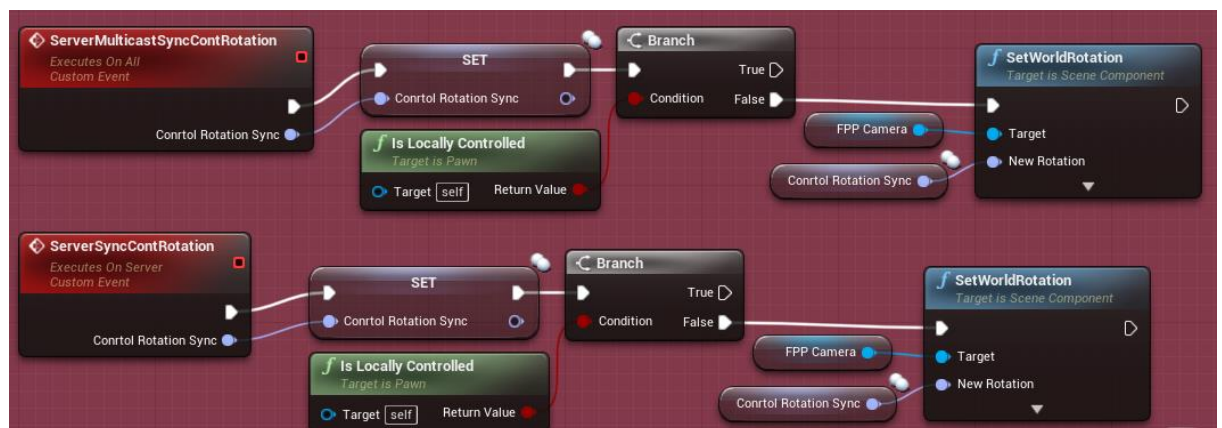 ServerMulticastSyncContRotation
Executes On All
Custom Event
Conrtol Rotation Sync
SET
Conrtol Rotation Sync
Is Locally Controlled
Target is Pawn
Target self Return Value
Branch
True
Condition False
FPP Camera
Conrtol Rotation Sync
SetWorldRotation
Target is Scene Component
Target
New Rotation
ServerSyncContRotation
Executes On Server
Custom Event
Conrtol Rotation Sync
SET
Conrtol Rotation Sync
Is Locally Controlled
Target is Pawn
Target self Return Value
Branch
True
Condition False
FPP Camera
Conrtol Rotation Sync
SetWorldRotation
Target is Scene Component
Target
New Rotation